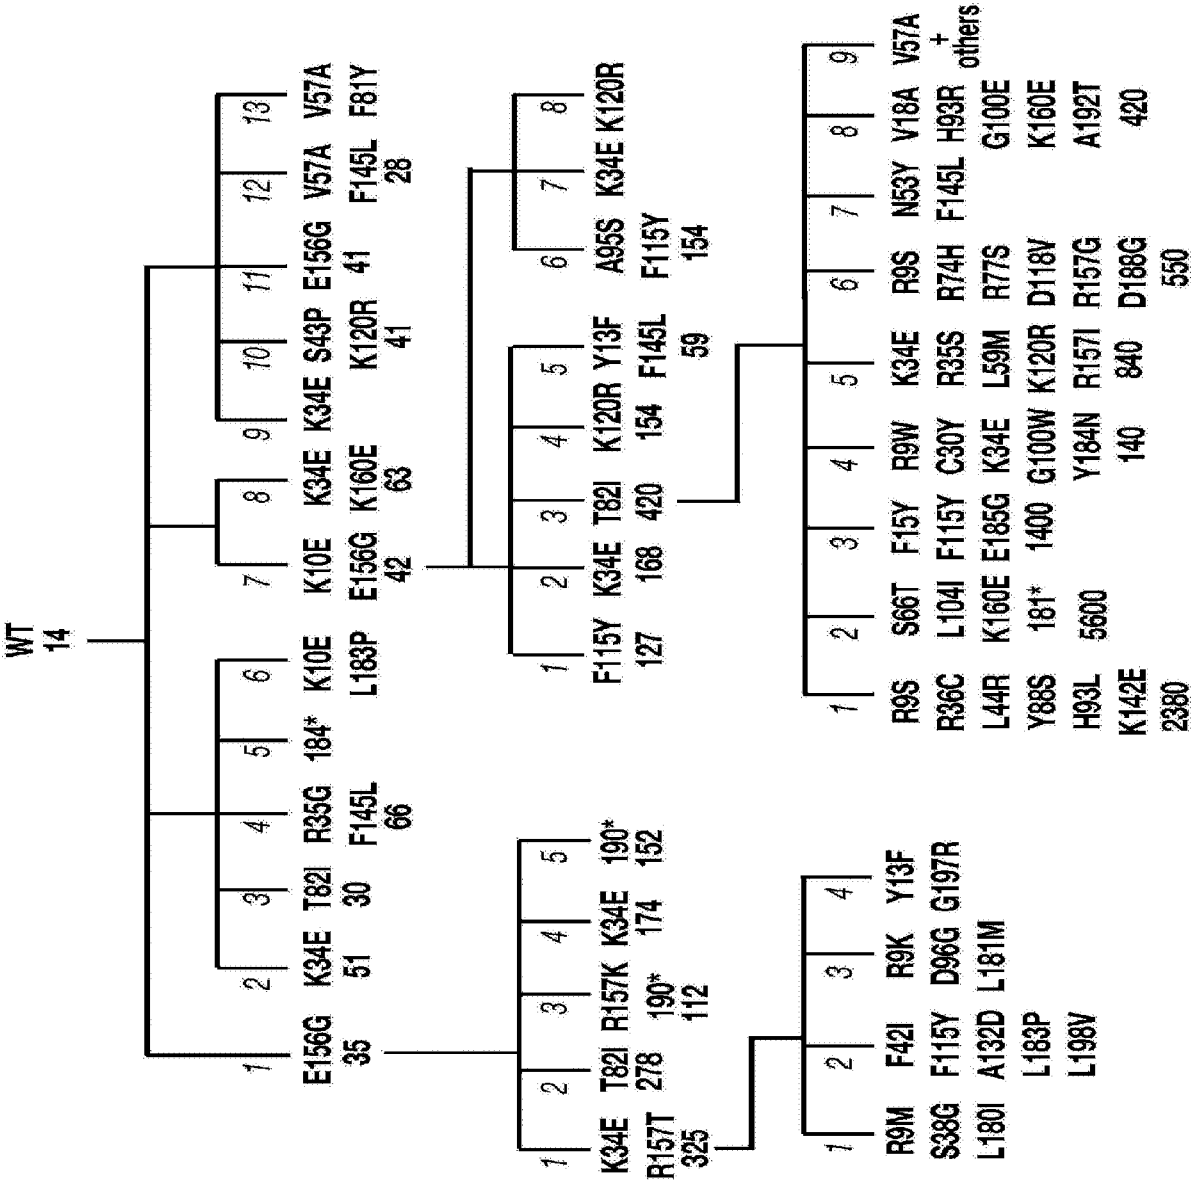 WT
14
1
E156G
35
2
K34E
51
3
T82I
30
4
R35G
F145L
66
5
184*
6
K10E
L183P
7
K10E
E156G
42
8
K34E
K160E
63
9
K34E
10
S43P
K120R
41
11
E156G
41
12
V57A
F145L
28
13
V57A
F81Y
1
K34E
R157T
325
2
T82I
278
3
R157K
190*
112
4
K34E
174
5
190*
152
1
F115Y
127
2
K34E
168
3
T82I
420
4
K120R
154
5
Y13F
F145L
59
6
A95S
F115Y
154
7
K34E
8
K120R
1
R9M
S38G
L180I
2
F42I
F115Y
A132D
L183P
L198V
3
R9K
D96G
L181M
4
Y13F
G197R
1
R9S
R36C
L44R
Y88S
H93L
K142E
2380
2
S66T
L104I
K160E
181*
5600
3
F15Y
F115Y
E185G
1400
4
R9W
C30Y
K34E
G100W
Y184N
140
5
K34E
R35S
L59M
K120R
R157I
840
6
R9S
R74H
R77S
D118V
R157G
D188G
550
7
N53Y
F145L
8
V18A
H93R
G100E
K160E
A192T
420
9
V57A
+
others